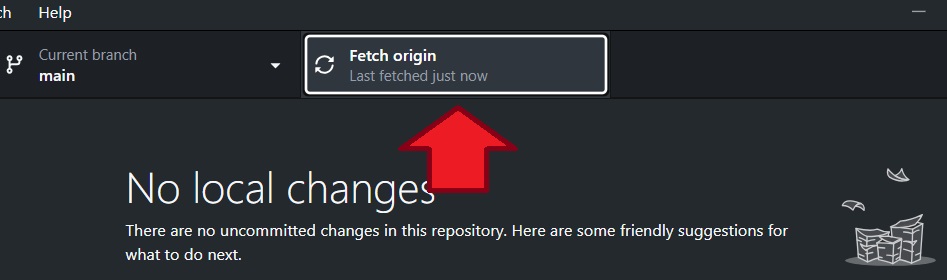 Help
Current branch
main
Fetch origin
Last fetched just now
No local changes
There are no uncommitted changes in this repository. Here are some friendly suggestions for
what to do next.